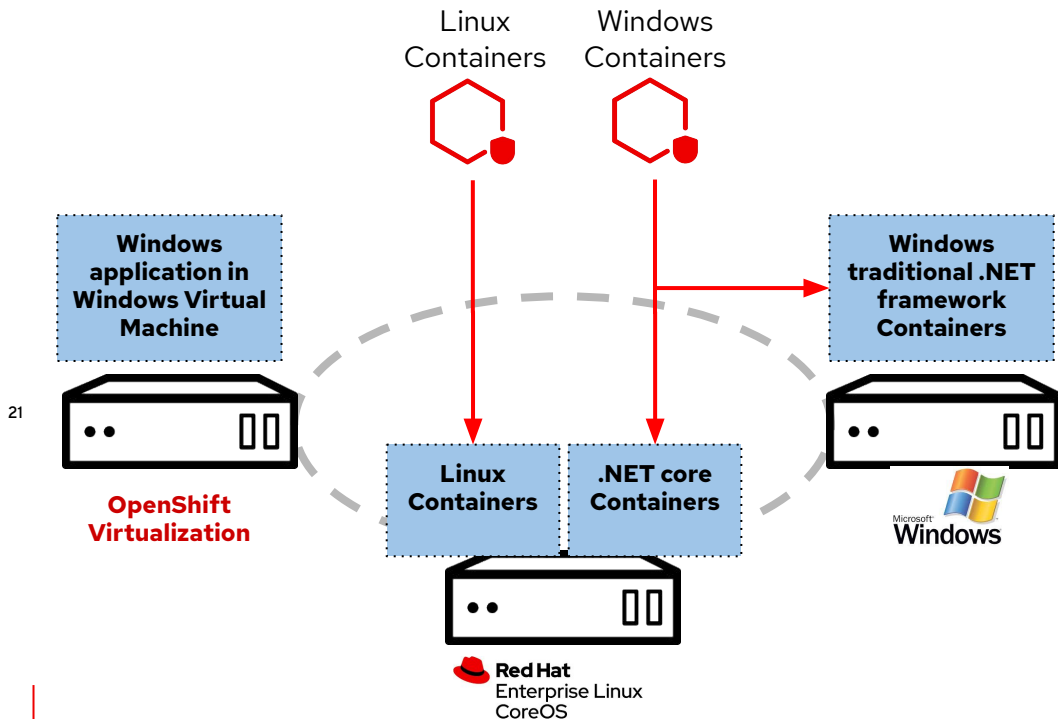 Linux
Containers
Windows
Containers
Windows
application in
Windows Virtual
Machine
Windows
traditional .NET
framework
Containers
21
OpenShift
Virtualization
Linux
Containers
.NET core
Containers
Microsoft
Windows
Red Hat
Enterprise Linux
CoreOS